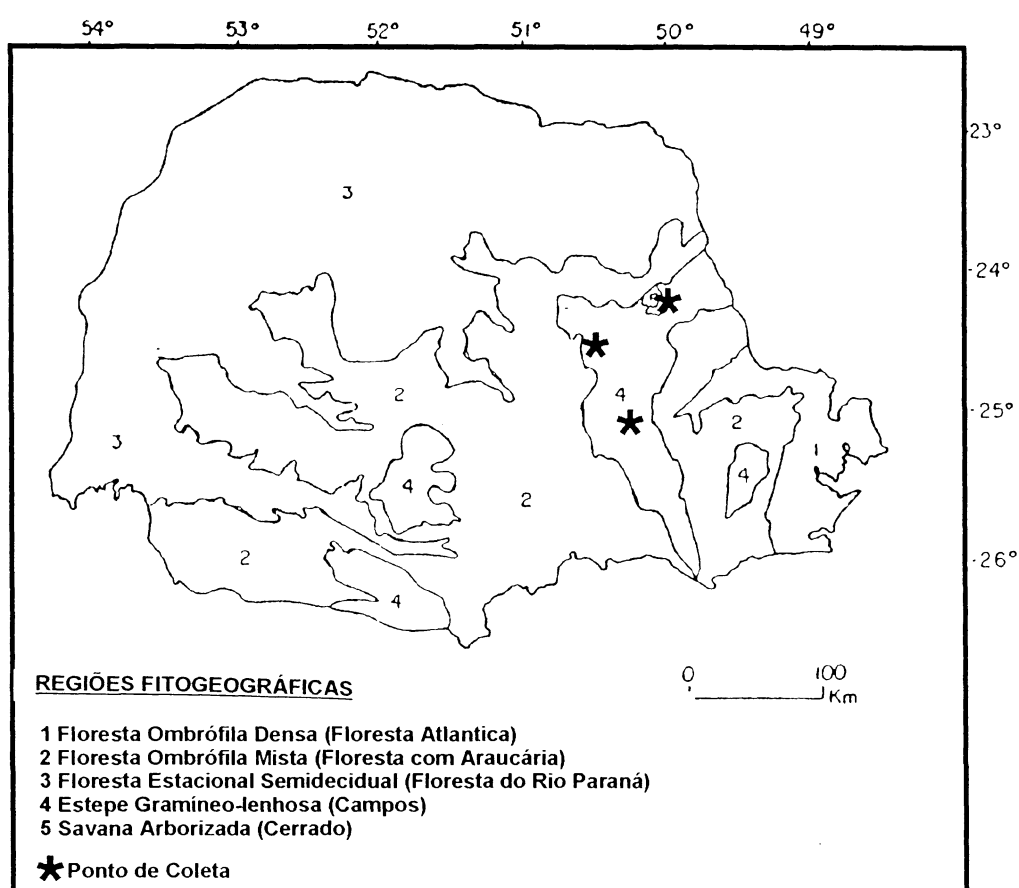 54° 53° 52° 51° 50° 49°
23°
3
24°
4
2
25°
2
3
1
4
4
2
26°
2
4
REGIÕES FITOGEOGRÁFICAS
0 100
Km
1 Floresta Ombrófila Densa (Floresta Atlantica)
2 Floresta Ombrófila Mista (Floresta com Araucária)
3 Floresta Estacional Semidecidual (Floresta do Rio Paraná)
4 Estepe Gramíneo-lenhosa (Campos)
5 Savana Arborizada (Cerrado)
Ponto de Coleta